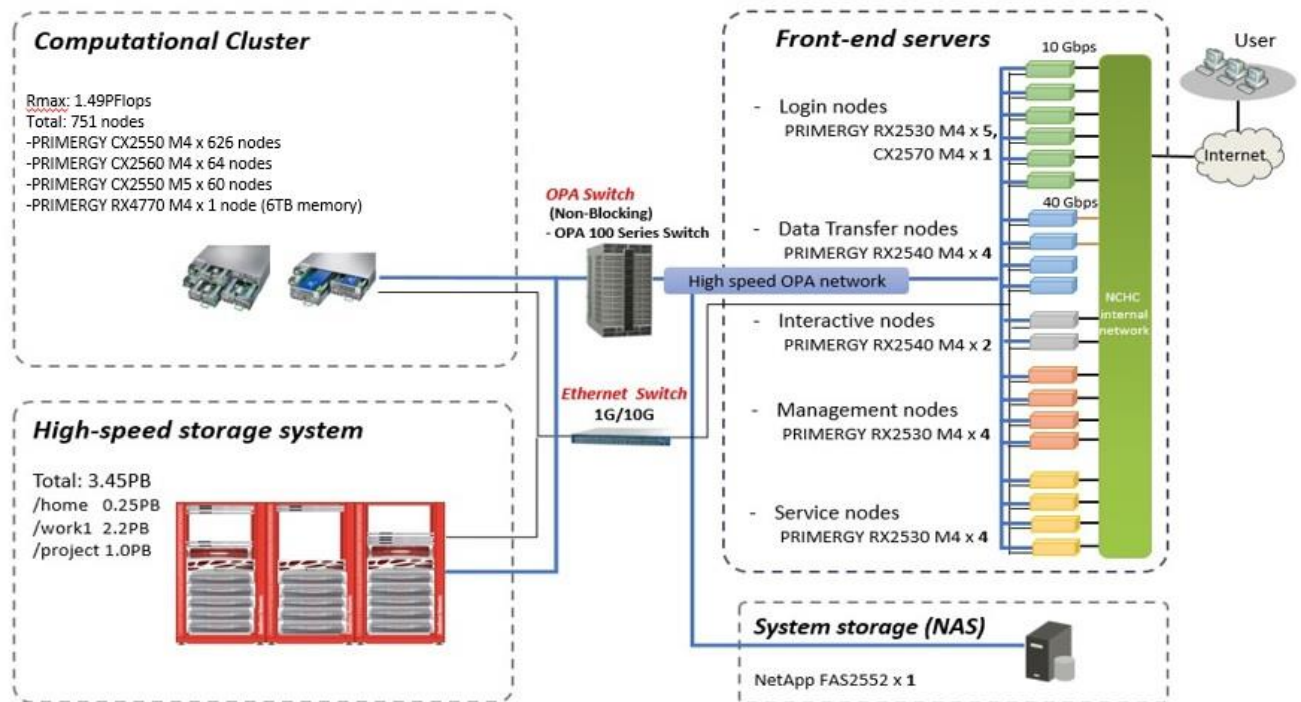 Computational Cluster
Rmax: 1.49PFlops
Total: 751 nodes
-PRIMERGY CX2550 M4 x 626 nodes
-PRIMERGY CX2560 M4 x 64 nodes
-PRIMERGY CX2550 M5 x 60 nodes
-PRIMERGY RX4770 M4 x 1 node (6TB memory)
High-speed storage system
Total: 3.45PB
/home 0.25PB
/work1 2.2PB
/project 1.0PB
OPA Switch
(Non-Blocking)
- OPA 100 Series Switch
High speed OPA network
Ethernet Switch
1G/10G
Front-end servers
10 Gbps
- Login nodes
PRIMERGY RX2530 M4 x 5,
CX2570 M4 x 1
40 Gbps
- Data Transfer nodes
PRIMERGY RX2540 M4 x 4
- Interactive nodes
PRIMERGY RX2540 M4 x 2
- Management nodes
PRIMERGY RX2530 M4 x 4
- Service nodes
PRIMERGY RX2530 M4 x 4
NCHC
internal
network
User
Internet
System storage (NAS)
NetApp FAS2552 x 1